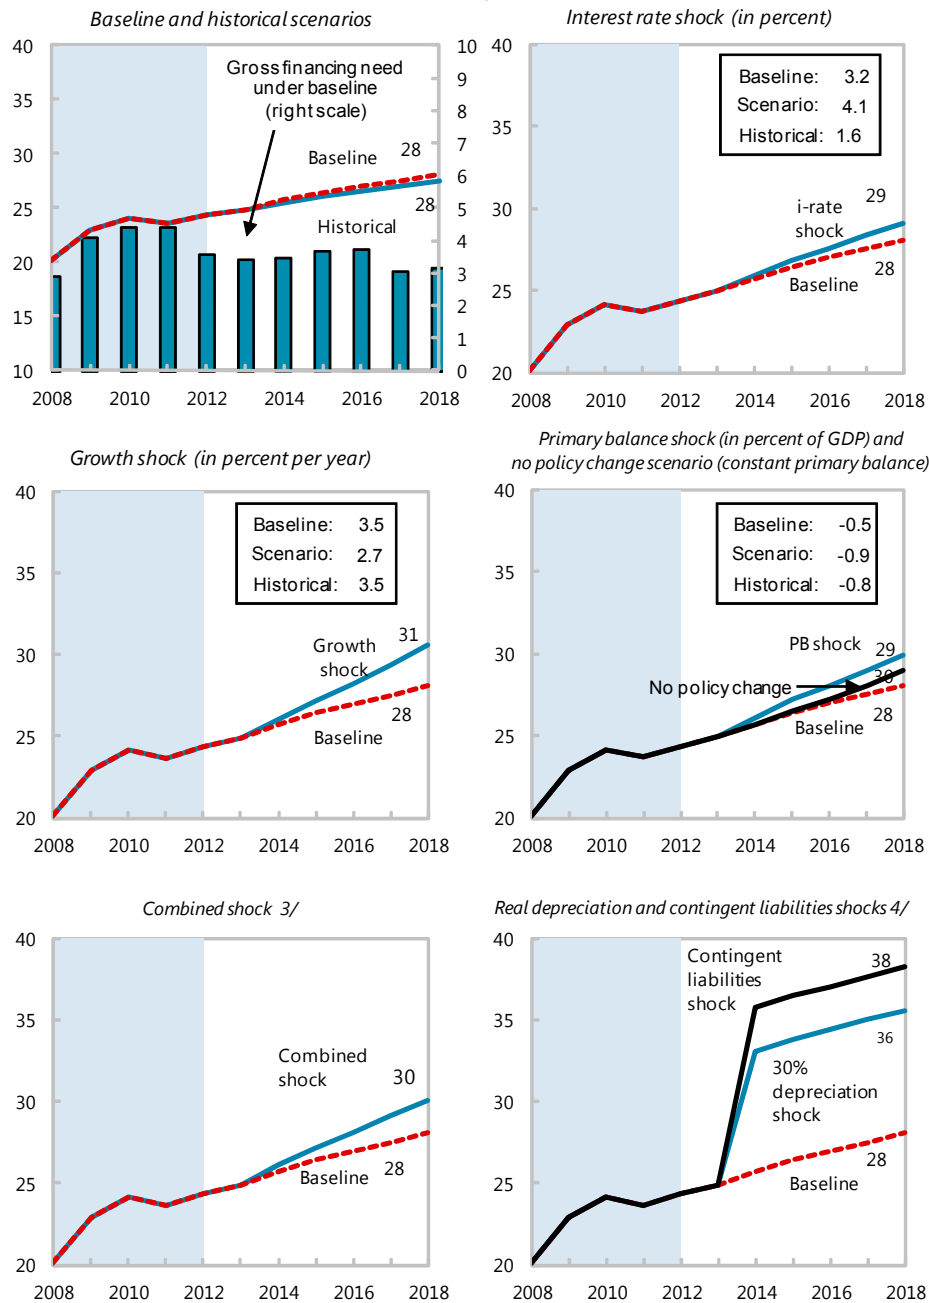 Baseline and historical scenarios
40
35
30
25
20
15
10
10
9
8
7
6
5
4
3
2
1
0
Gross financing need
under baseline
(right scale)
Baseline
28
28
Historical
2008
2010
2012
2014
2016
2018
Interest rate shock (in percent)
40
35
30
25
20
Baseline: 3.2
Scenario: 4.1
Historical: 1.6
i-rate
shock
29
28
Baseline
2008
2010
2012
2014
2016
2018
Growth shock (in percent per year)
40
35
30
25
20
Baseline: 3.5
Scenario: 2.7
Historical: 3.5
Growth
shock
31
28
Baseline
2008
2010
2012
2014
2016
2018
Primary balance shock (in percent of GDP) and
no policy change scenario (constant primary balance)
40
35
30
25
20
Baseline: -0.5
Scenario: -0.9
Historical: -0.8
PB shock
29
30
No policy change
28
Baseline
2008
2010
2012
2014
2016
2018
Combined shock 3/
40
35
30
25
20
Combined
shock
30
28
Baseline
2008
2010
2012
2014
2016
2018
Real depreciation and contingent liabilities shocks 4/
40
35
30
25
20
Contingent
liabilities
shock
38
36
30%
depreciation
shock
28
Baseline
2008
2010
2012
2014
2016
2018